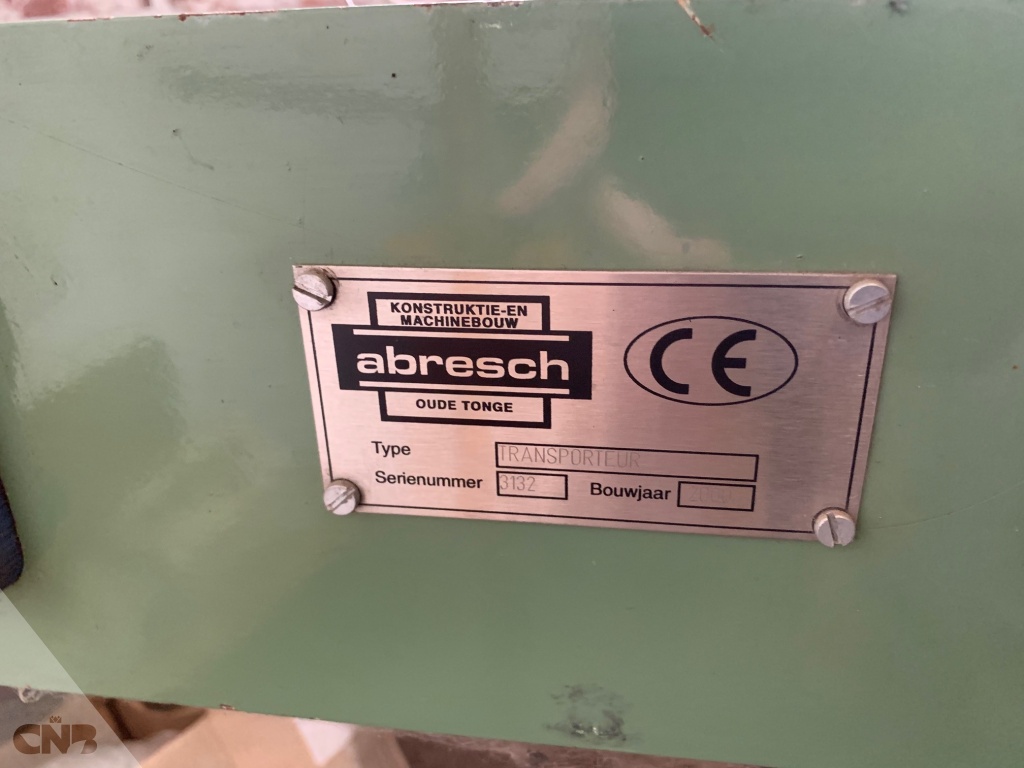 KONSTRUKTIE-EN
MACHINEBOUW
abresch
OUDE TONGE
CE
Type TRANSPORTEUR
Serienummer 3132 Bouwjaar
CNB